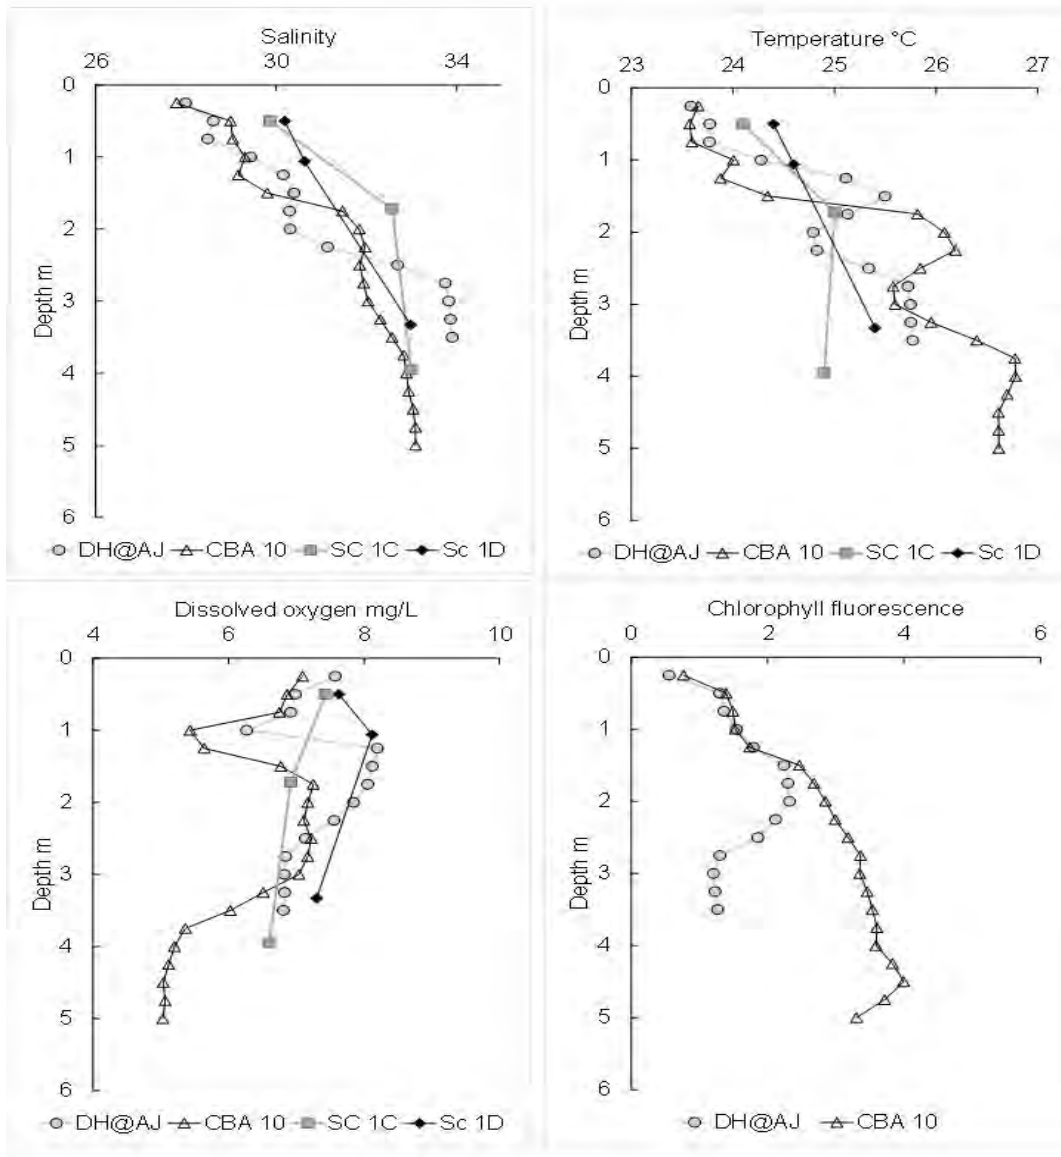 Salinity
26 30 34
0
1
2
3
4
5
6
Depth m
DH@AJ CBA 10 SC 1C Sc 1D
Temperature °C
23 24 25 26 27
0
1
2
3
4
5
6
Depth m
DH@AJ CBA 10 SC 1C Sc 1D
Dissolved oxygen mg/L
4 6 8 10
0
1
2
3
4
5
6
Depth m
DH@AJ CBA 10 SC 1C Sc 1D
Chlorophyll fluorescence
0 2 4 6
0
1
2
3
4
5
6
Depth m
DH@AJ CBA 10